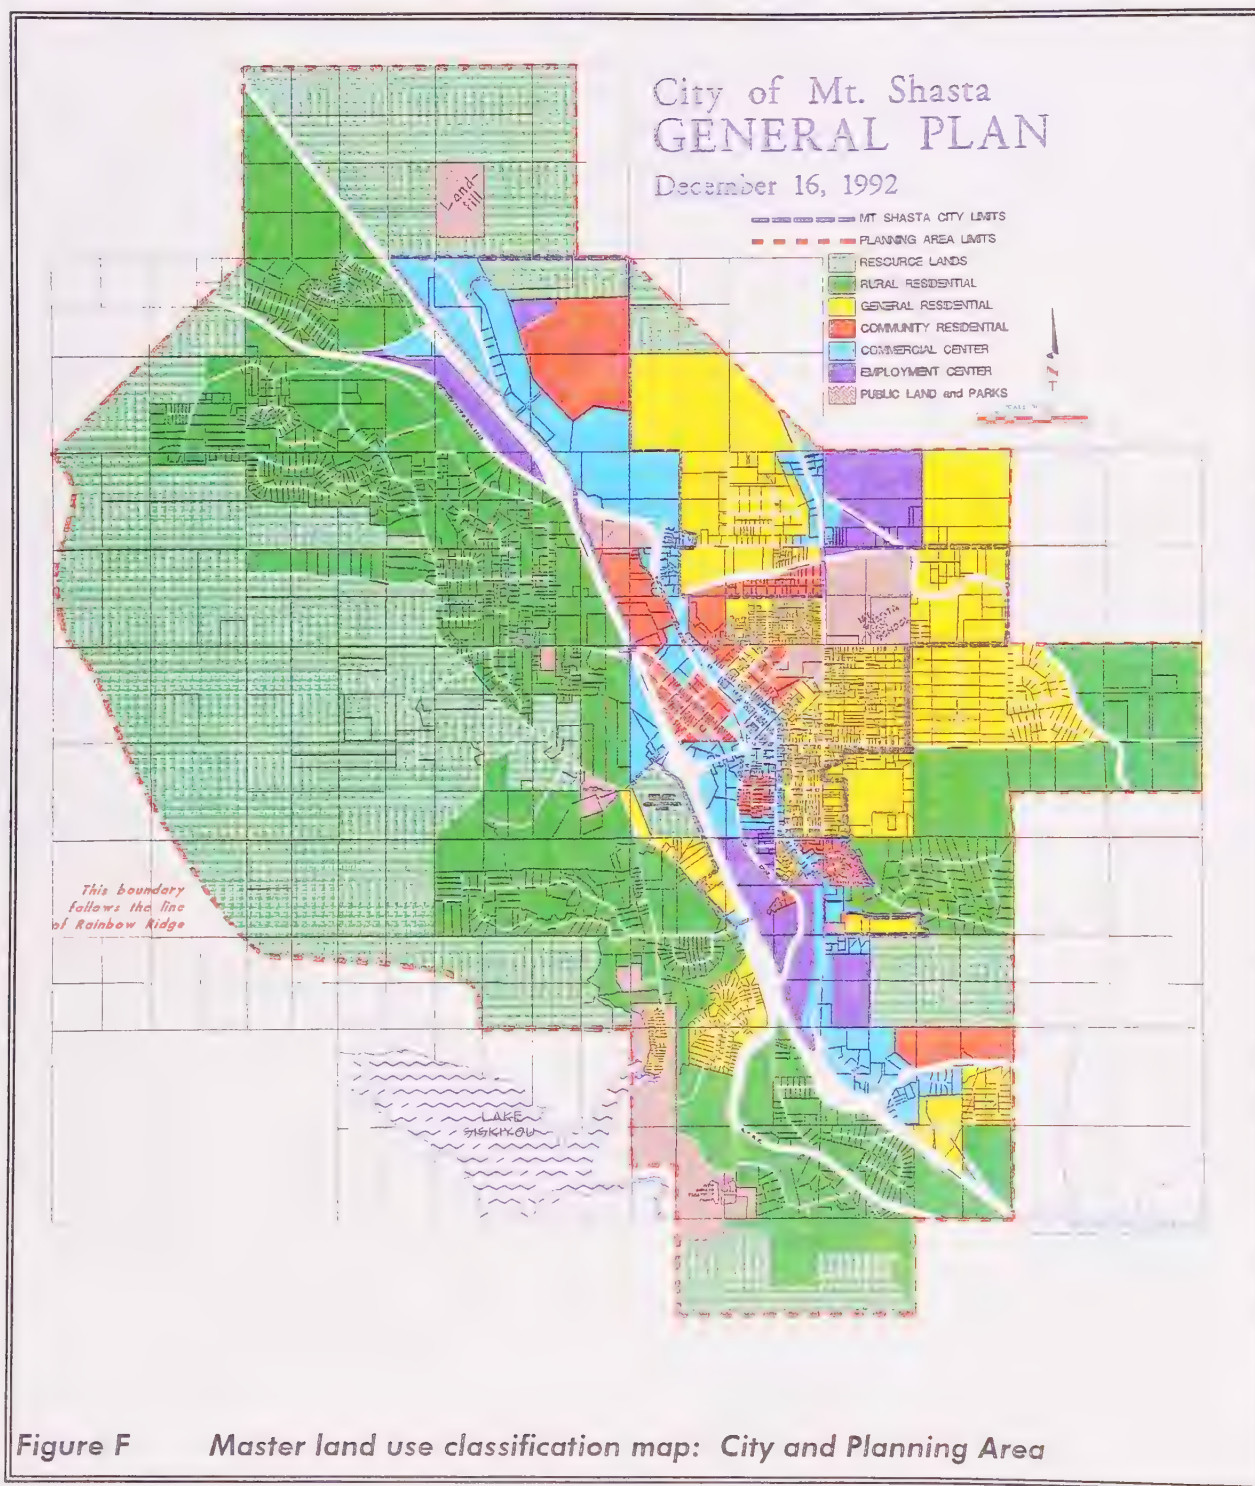 City of Mt. Shasta
GENERAL PLAN
December 16, 1992
MT SHASTA CITY LIMITS
PLANNING AREA LIMITS
RESOURCE LANDS
RURAL RESIDENTIAL
GENERAL RESIDENTIAL
COMMUNITY RESIDENTIAL
COMMERCIAL CENTER
EMPLOYMENT CENTER
PUBLIC LAND and PARKS
N
Land-
fill
SCHOOL
This boundary
follows the line
of Rainbow Ridge
LAKE
SISKIYOU
Figure F Master land use classification map: City and Planning Area